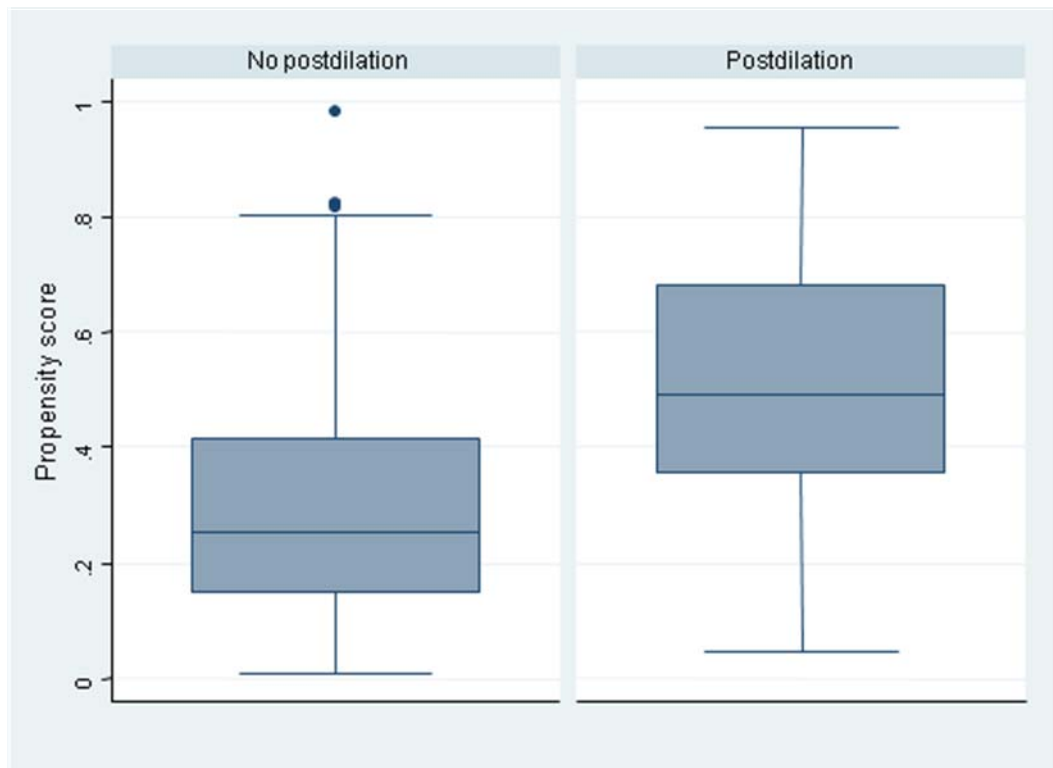 No postdilation
Postdilation
Propensity score
1
.8
.6
.4
.2
0